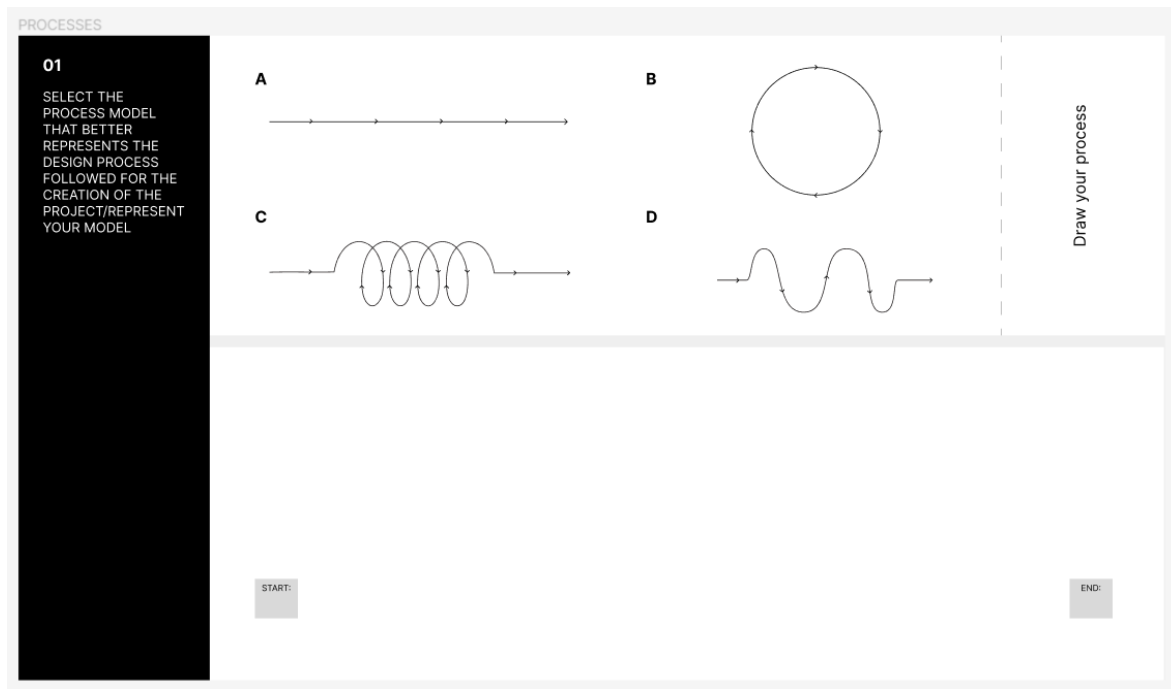 PROCESSES
01
SELECT THE
PROCESS MODEL
THAT BETTER
REPRESENTS THE
DESIGN PROCESS
FOLLOWED FOR THE
CREATION OF THE
PROJECT/REPRESENT
YOUR MODEL
A
B
C
D
Draw your process
START:
END: